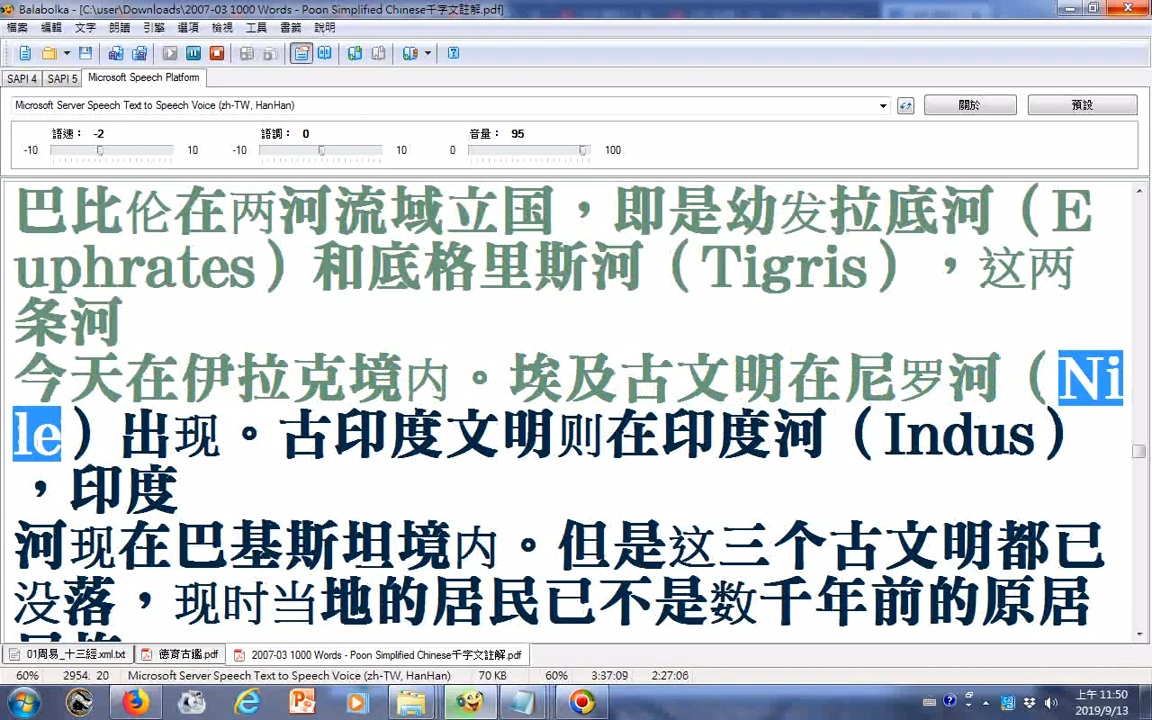 Balabolka - [C:\user\Downloads\2007-03 1000 Words - Poon Simplified Chinese千字文註解.pdf]
檔案 編輯 文字 朗讀 引擎 選項 檢視 工具 書籤 說明
SAPI 4 SAPI 5 Microsoft Speech Platform
Microsoft Server Speech Text to Speech Voice (zh-TW, HanHan) 關於 預設
語速： -2 語調： 0 音量： 95
-10 10 -10 10 0 100
巴比伦在两河流域立国，即是幼发拉底河（E
uphrates）和底格里斯河（Tigris），这两
条河
今天在伊拉克境内。埃及古文明在尼罗河（Ni
le）出现。古印度文明则在印度河（Indus）
，印度
河现在巴基斯坦境内。但是这三个古文明都已
没落，现时当地的居民已不是数千年前的原居
01周易_十三經.xml.txt 德育古鑑.pdf 2007-03 1000 Words - Poon Simplified Chinese千字文註解.pdf
60% 2954: 20 Microsoft Server Speech Text to Speech Voice (zh-TW, HanHan) 70 KB 60% 3:37:09 2:27:06
上午 11:50
2019/9/13